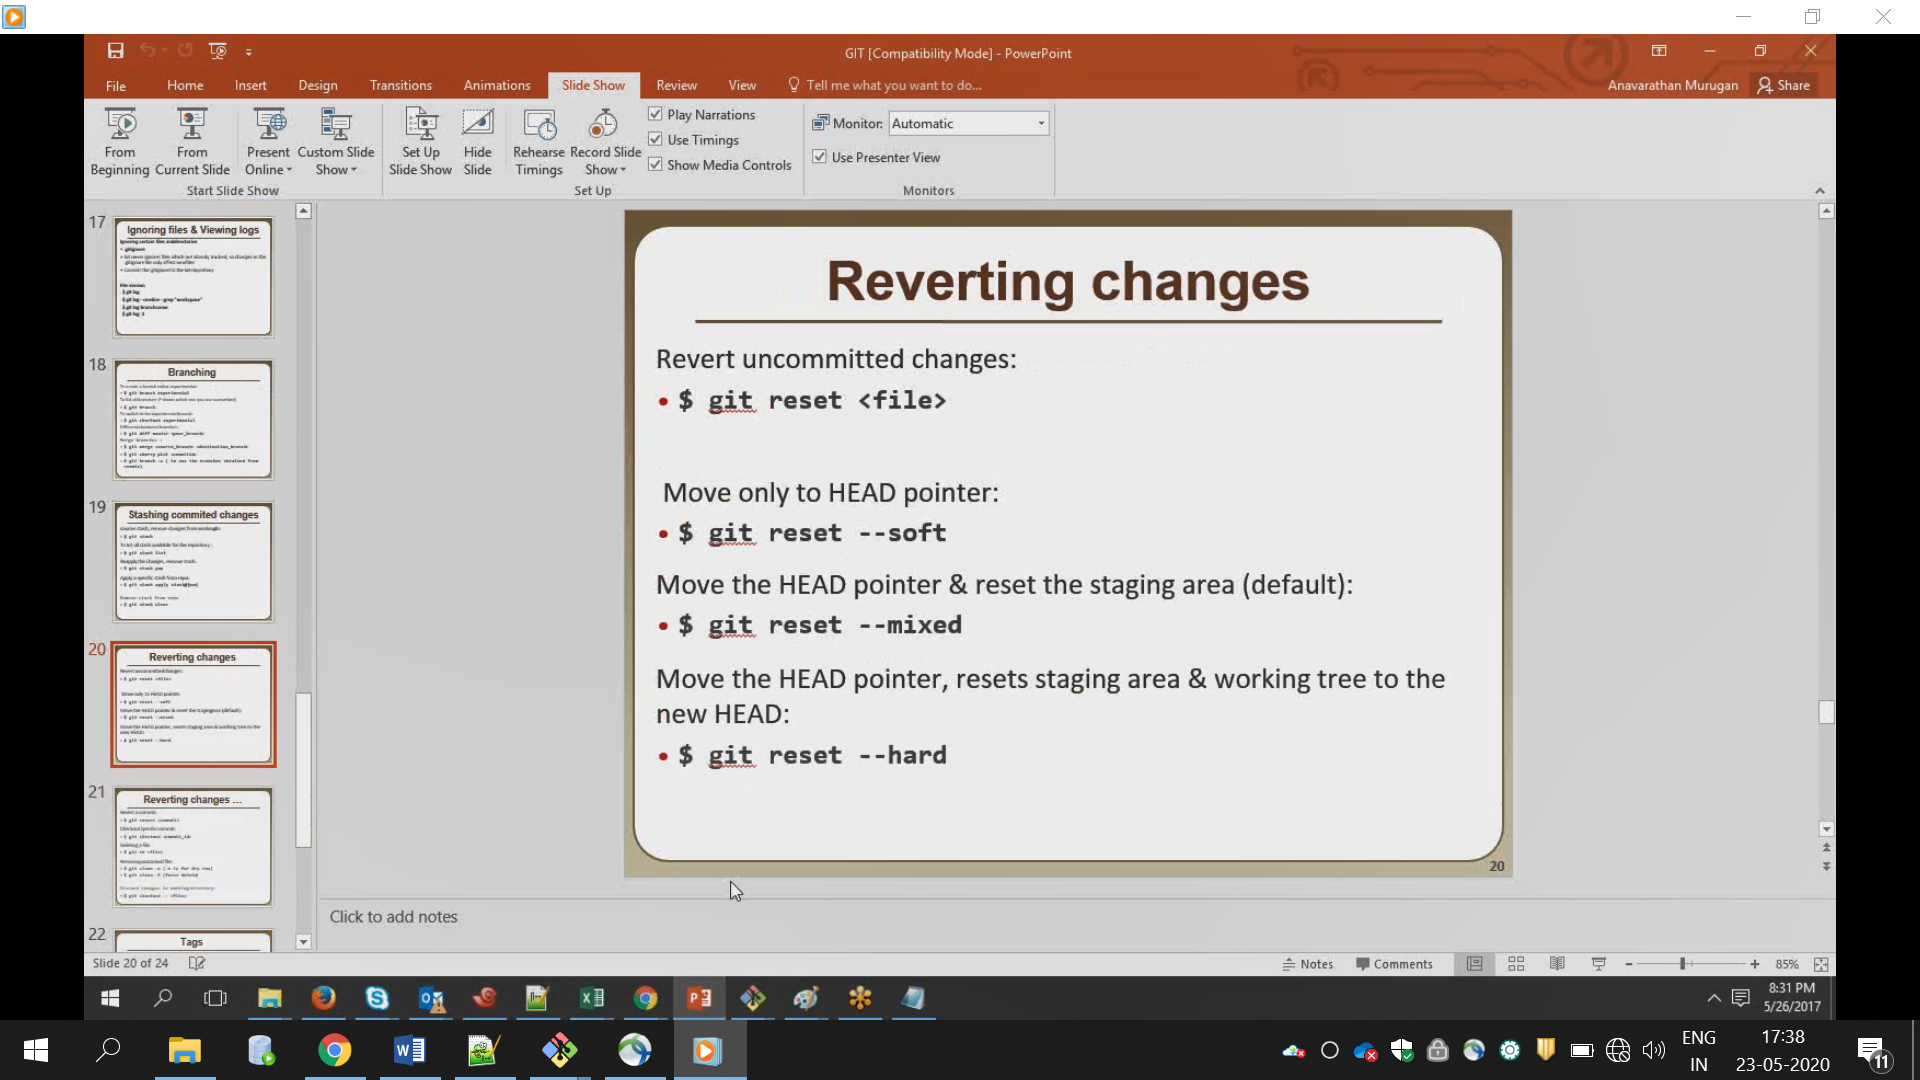 GIT [Compatibility Mode] - PowerPoint
File Home Insert Design Transitions Animations Slide Show Review View Tell me what you want to do... Anavarathan Murugan Share
From Beginning
From Current Slide
Present Online
Custom Slide Show
Start Slide Show
Set Up Slide Show
Hide Slide
Rehearse Timings
Record Slide Show
Play Narrations
Use Timings
Show Media Controls
Set Up
Monitor: Automatic
Use Presenter View
Monitors
17
Ignoring files & Viewing logs
18
Branching
19
Stashing commited changes
20
Reverting changes
21
Reverting changes ...
22
Tags
Reverting changes
Revert uncommitted changes:
• $ git reset <file>
Move only to HEAD pointer:
• $ git reset --soft
Move the HEAD pointer & reset the staging area (default):
• $ git reset --mixed
Move the HEAD pointer, resets staging area & working tree to the
new HEAD:
• $ git reset --hard
20
Click to add notes
Slide 20 of 24 Notes Comments 85%
8:31 PM
5/26/2017
ENG
IN
17:38
23-05-2020
11